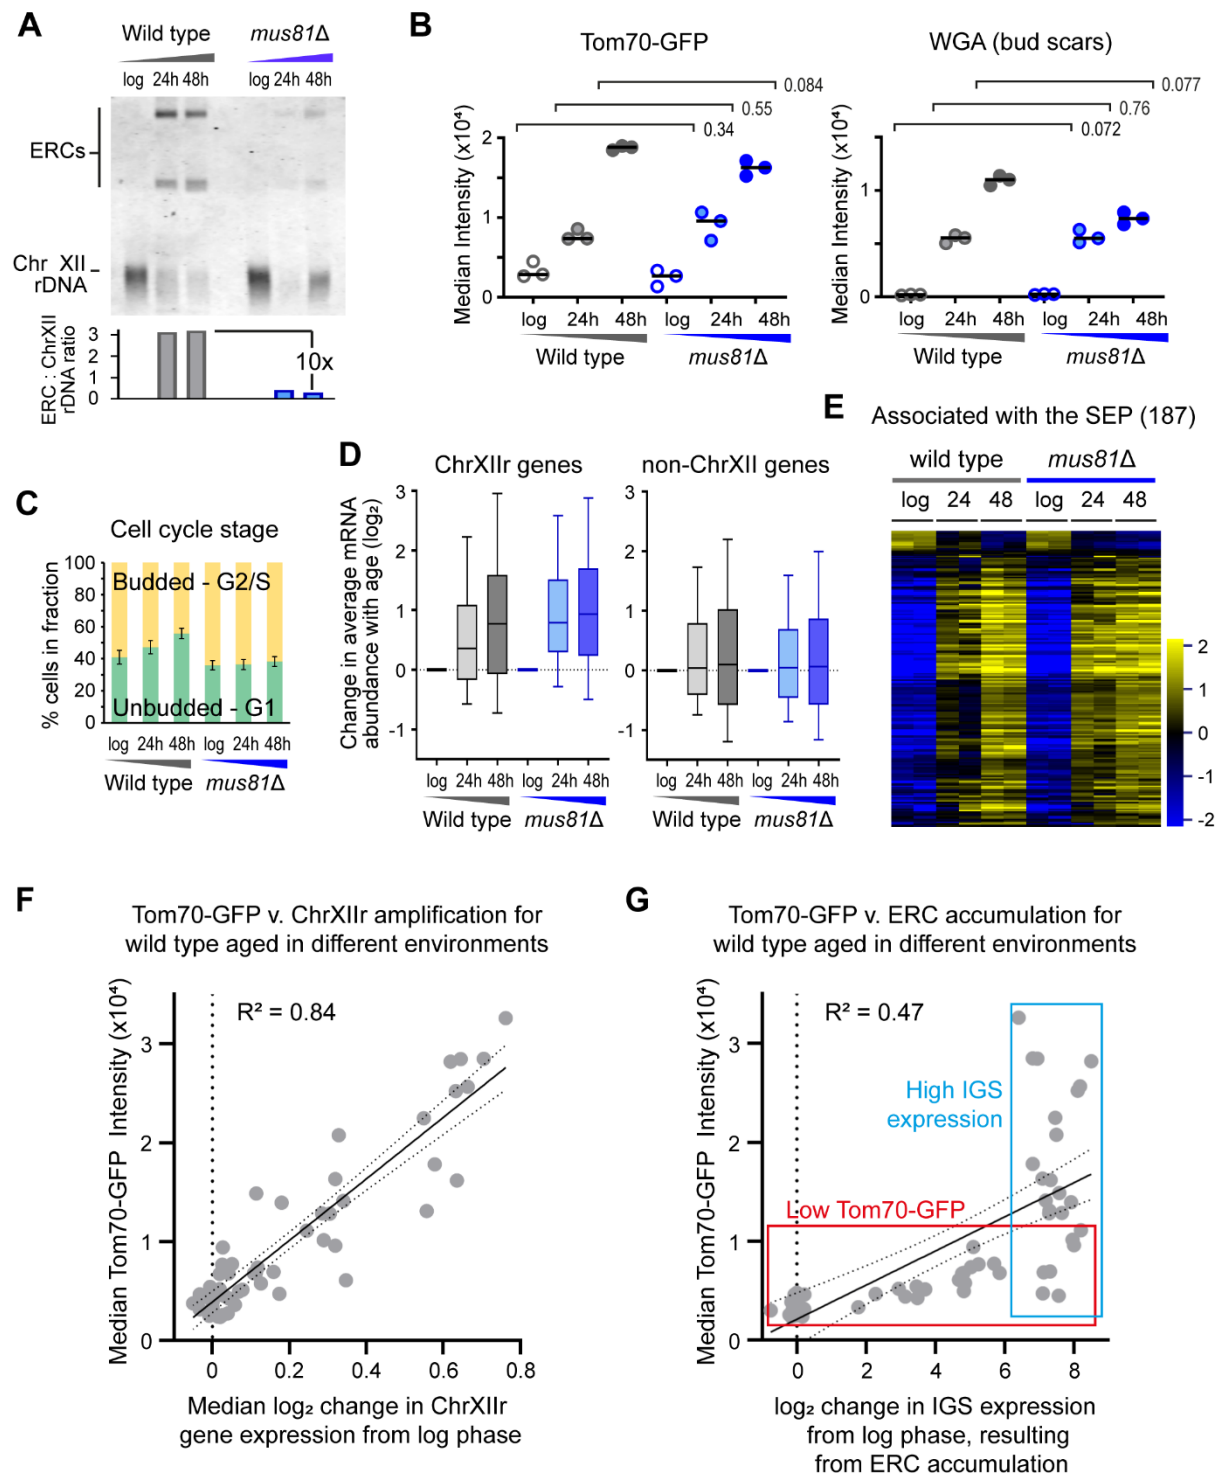 A
Wild type
mus81Δ
log 24h 48h
log 24h 48h
ERCs
Chr XII
rDNA
ERC : ChrXII
rDNA ratio
3
2
1
0
10x
B
Tom70-GFP
0.084
0.55
0.34
Median Intensity (x10⁴)
2
1
0
log 24h 48h log 24h 48h
Wild type
mus81Δ
WGA (bud scars)
0.077
0.76
0.072
Median Intensity (x10⁴)
1
0
log 24h 48h log 24h 48h
Wild type
mus81Δ
C
Cell cycle stage
% cells in fraction
100
80
60
40
20
0
Budded - G2/S
Unbudded - G1
log 24h 48h log 24h 48h
Wild type
mus81Δ
D
ChrXIIr genes
Change in average mRNA
abundance with age (log₂)
3
2
1
0
-1
log 24h 48h log 24h 48h
Wild type
mus81Δ
non-ChrXII genes
3
2
1
0
-1
log 24h 48h log 24h 48h
Wild type
mus81Δ
E
Associated with the SEP (187)
wild type
mus81Δ
log 24 48 log 24 48
2
1
0
-1
-2
F
Tom70-GFP v. ChrXIIr amplification for
wild type aged in different environments
R² = 0.84
Median Tom70-GFP Intensity (x10⁴)
3
2
1
0
0 0.2 0.4 0.6 0.8
Median log₂ change in ChrXIIr
gene expression from log phase
G
Tom70-GFP v. ERC accumulation for
wild type aged in different environments
R² = 0.47
High IGS
expression
Low Tom70-GFP
Median Tom70-GFP Intensity (x10⁴)
3
2
1
0
0 2 4 6 8
log₂ change in IGS expression
from log phase, resulting
from ERC accumulation